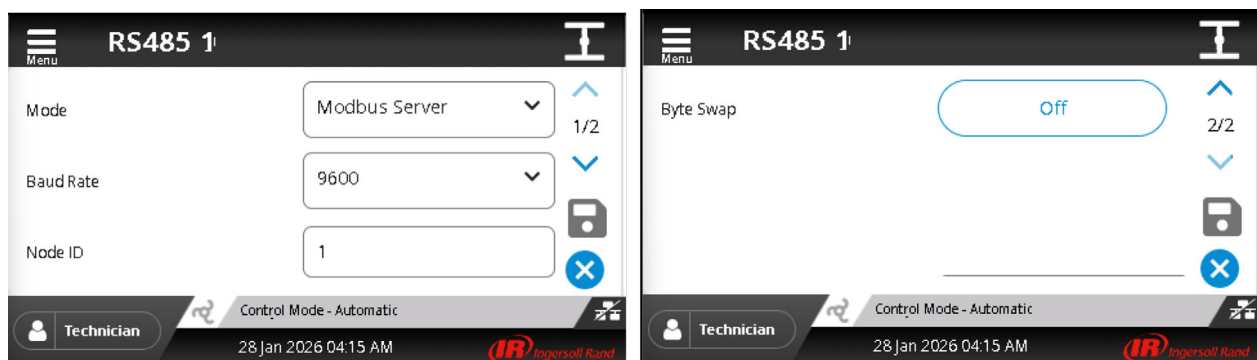 RS485 1
Menu
Mode
Modbus Server
1/2
Baud Rate
9600
Node ID
1
Control Mode - Automatic
Technician
28 Jan 2026 04:15 AM
IR Ingersoll Rand
RS485 1
Menu
Byte Swap
Off
2/2
Control Mode - Automatic
Technician
28 Jan 2026 04:15 AM
IR Ingersoll Rand